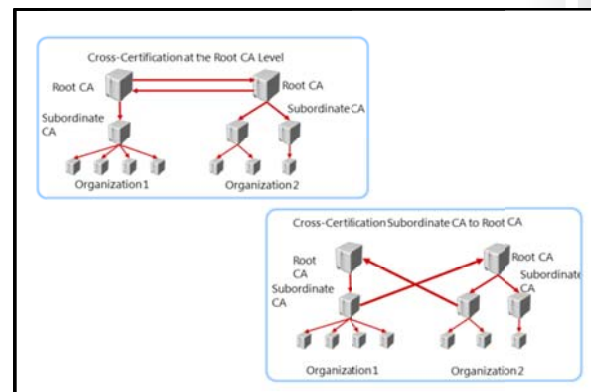 Cross-Certification at the Root CA Level
Root CA
Root CA
Subordinate CA
Subordinate
CA
Organization 1
Organization 2
Cross-Certification Subordinate CA to Root CA
Root
CA
Root CA
Subordinate
CA
Subordinate
CA
Organization 1
Organization 2